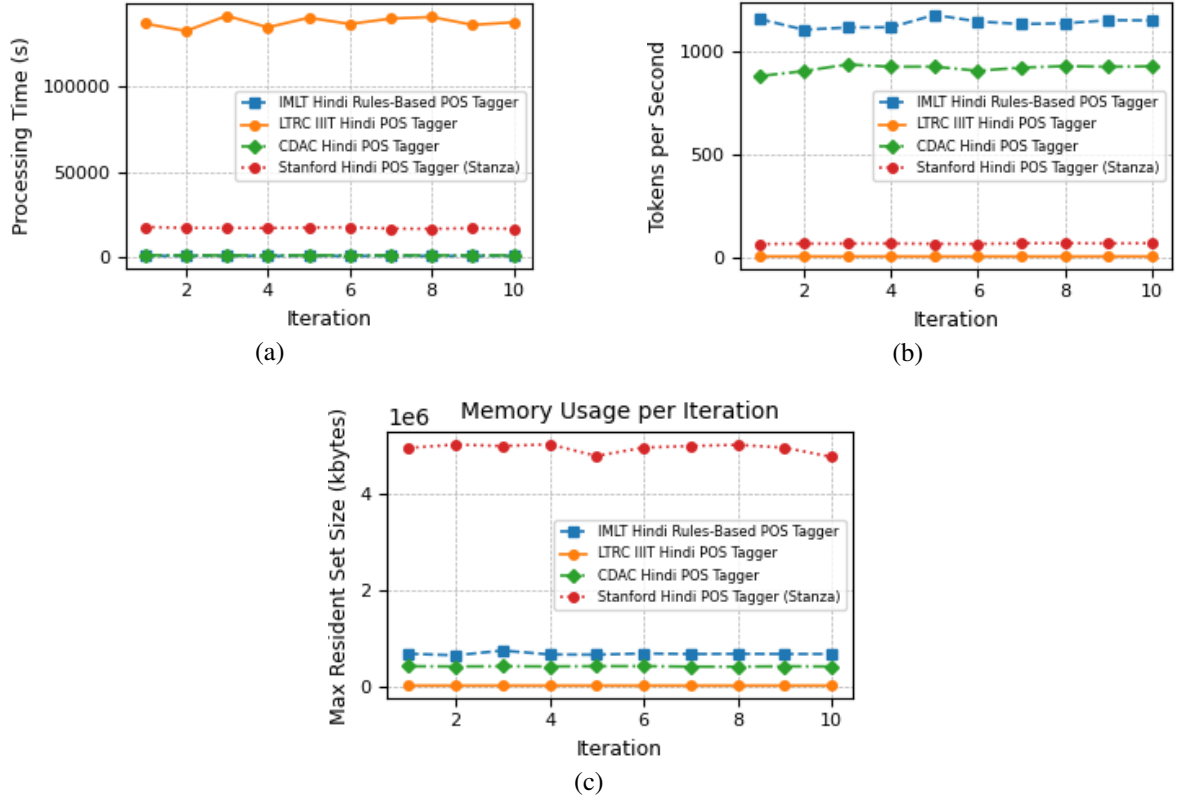 Processing Time (s)
100000
50000
0
2 4 6 8 10
Iteration
IMLT Hindi Rules-Based POS Tagger
LTRC IIIT Hindi POS Tagger
CDAC Hindi POS Tagger
Stanford Hindi POS Tagger (Stanza)
(a)
Tokens per Second
1000
500
0
2 4 6 8 10
Iteration
IMLT Hindi Rules-Based POS Tagger
LTRC IIIT Hindi POS Tagger
CDAC Hindi POS Tagger
Stanford Hindi POS Tagger (Stanza)
(b)
Memory Usage per Iteration
1e6
Max Resident Set Size (kbytes)
4
2
0
2 4 6 8 10
Iteration
IMLT Hindi Rules-Based POS Tagger
LTRC IIIT Hindi POS Tagger
CDAC Hindi POS Tagger
Stanford Hindi POS Tagger (Stanza)
(c)